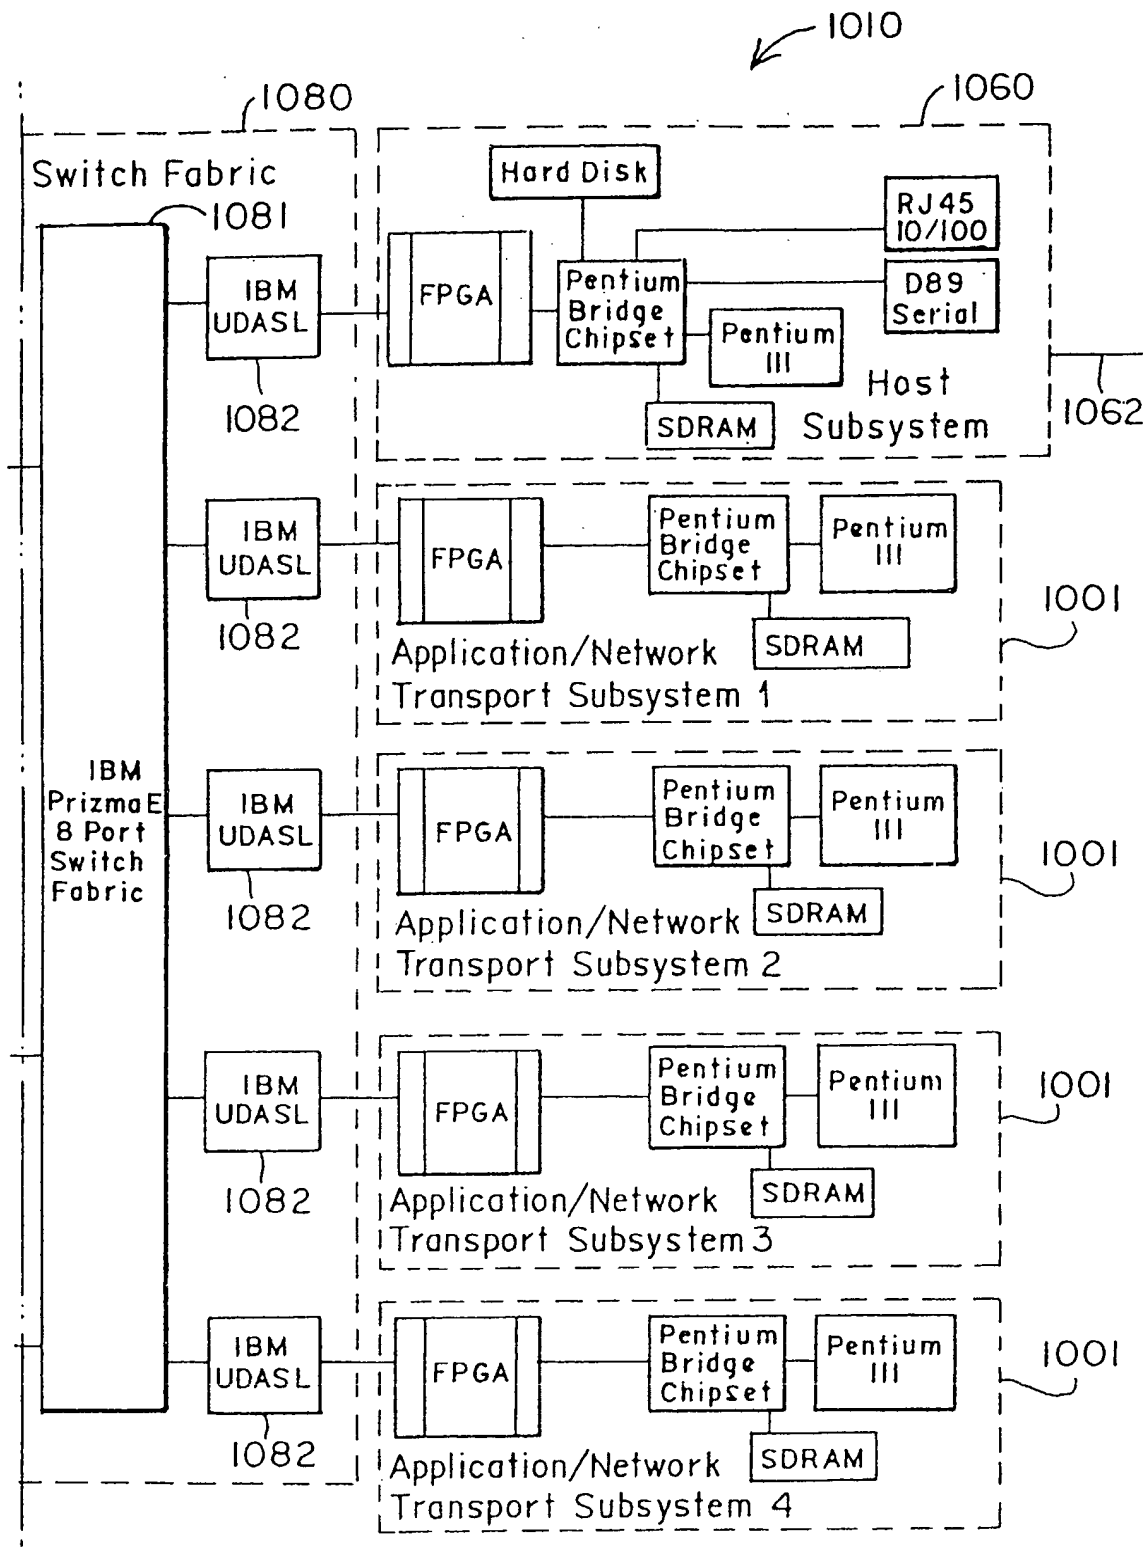 1010
1080
1060
Switch Fabric
1081
Hard Disk
RJ45
10/100
IBM
UDASL
FPGA
Pentium
Bridge
Chipset
D89
Serial
Pentium
III
1082
SDRAM
Host
Subsystem
1062
IBM
UDASL
FPGA
Pentium
Bridge
Chipset
Pentium
III
1001
1082
SDRAM
Application/Network
Transport Subsystem 1
IBM
PrizmaE
8 Port
Switch
Fabric
IBM
UDASL
FPGA
Pentium
Bridge
Chipset
Pentium
III
1001
1082
SDRAM
Application/Network
Transport Subsystem 2
IBM
UDASL
FPGA
Pentium
Bridge
Chipset
Pentium
III
1001
1082
SDRAM
Application/Network
Transport Subsystem 3
IBM
UDASL
FPGA
Pentium
Bridge
Chipset
Pentium
III
1001
1082
SDRAM
Application/Network
Transport Subsystem 4